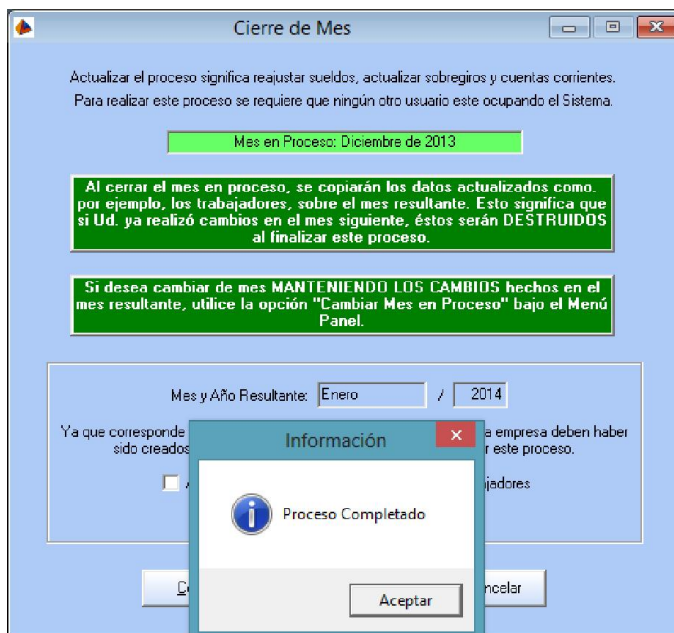 Cierre de Mes
Actualizar el proceso significa reajustar sueldos, actualizar sobregiros y cuentas corrientes.
Para realizar este proceso se requiere que ningún otro usuario este ocupando el Sistema.
Mes en Proceso: Diciembre de 2013
Al cerrar el mes en proceso, se copiarán los datos actualizados como.
por ejemplo, los trabajadores, sobre el mes resultante. Esto significa que
si Ud. ya realizó cambios en el mes siguiente, éstos serán DESTRUIDOS
al finalizar este proceso.
Si desea cambiar de mes MANTENIENDO LOS CAMBIOS hechos en el
mes resultante, utilice la opción "Cambiar Mes en Proceso" bajo el Menú
Panel.
Mes y Año Resultante: Enero / 2014
Ya que corresponde a empresa deben haber
sido creados r este proceso.
jadores
Información
Proceso Completado
Aceptar
ncelar